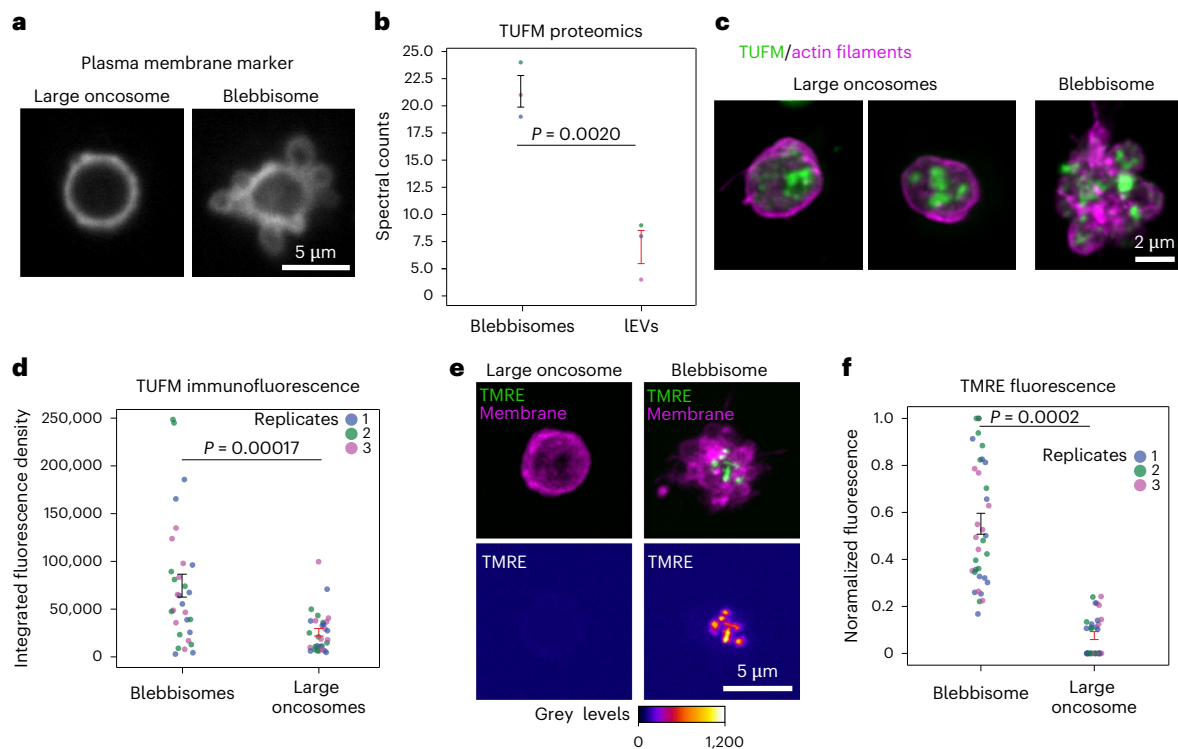 a
Plasma membrane marker
Large oncosome
Blebbisome
5 µm
b
TUFM proteomics
Spectral counts
25.0
22.5
20.0
17.5
15.0
12.5
10.0
7.5
5.0
2.5
0
P = 0.0020
Blebbisomes
lEVs
c
TUFM/actin filaments
Large oncosomes
Blebbisome
2 µm
d
TUFM immunofluorescence
Integrated fluorescence density
250,000
200,000
150,000
100,000
50,000
0
Replicates
1
2
3
P = 0.00017
Blebbisomes
Large
oncosomes
e
Large oncosome
Blebbisome
TMRE
Membrane
TMRE
Membrane
TMRE
TMRE
5 µm
Grey levels
0
1,200
f
TMRE fluorescence
Noramalized fluorescence
1.0
0.8
0.6
0.4
0.2
0
P = 0.0002
Replicates
1
2
3
Blebbisome
Large
oncosome